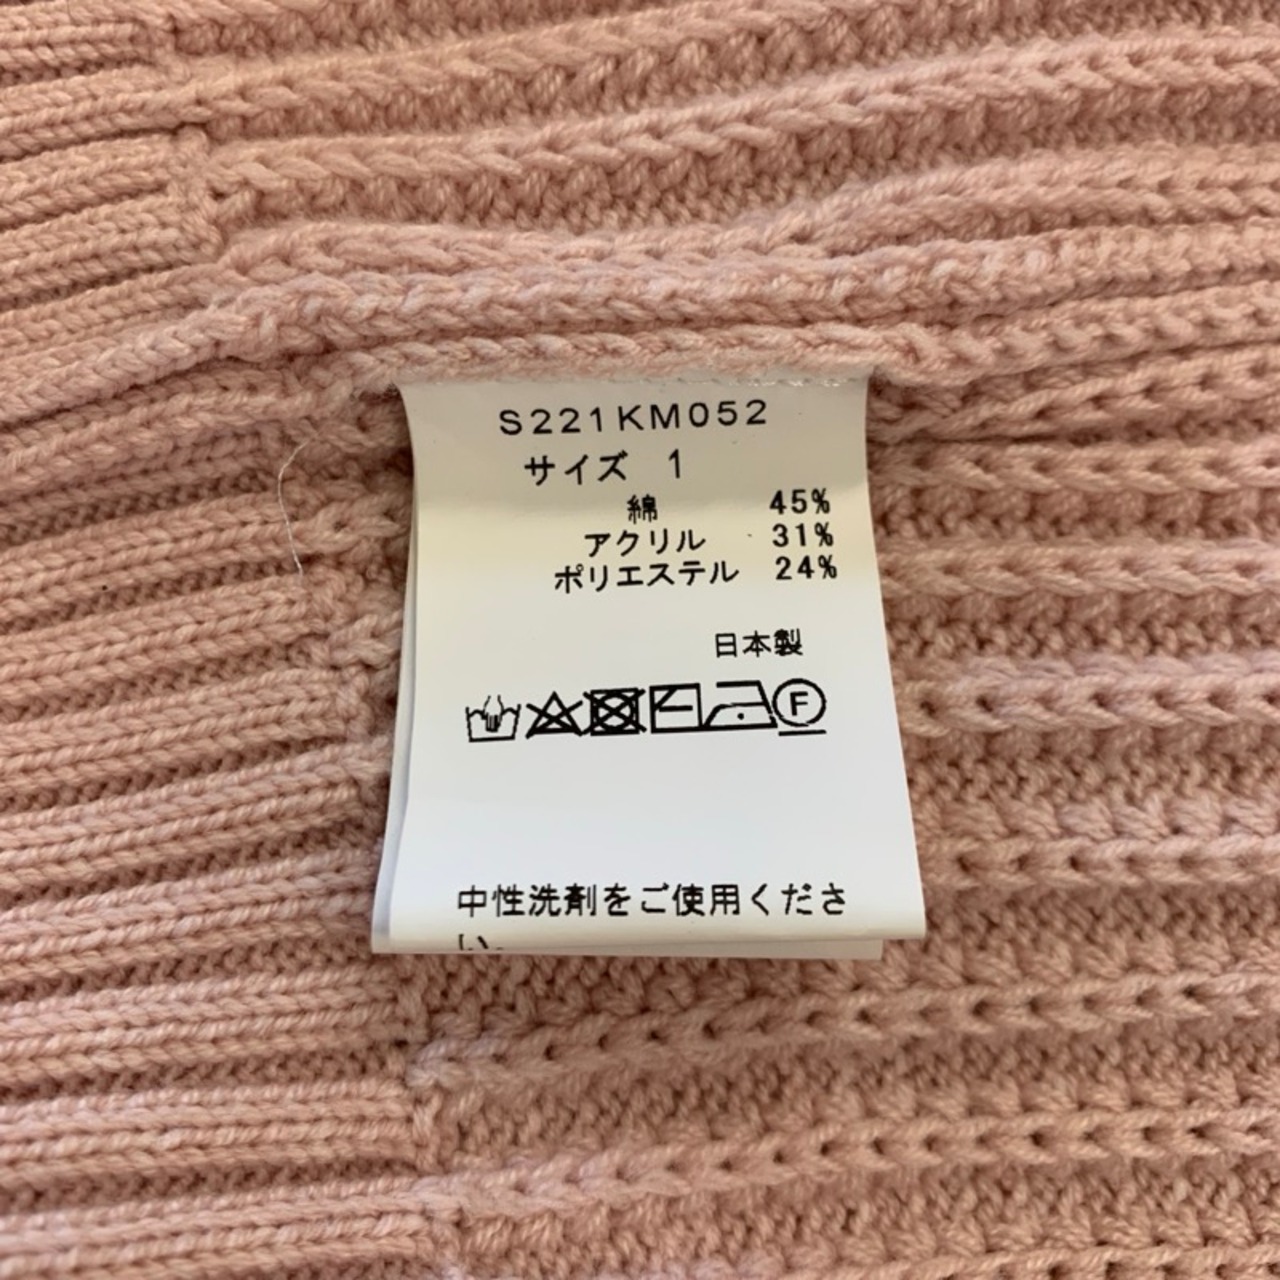 S221KM052
サイズ 1
綿 45%
アクリル 31%
ポリエステル 24%
日本製
F
中性洗剤をご使用くださ
い。